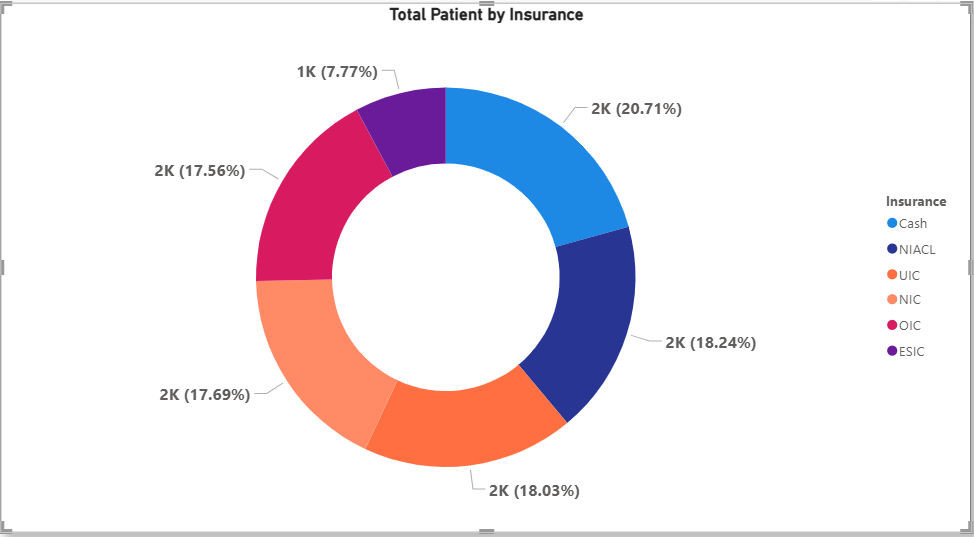 Total Patient by Insurance
1K (7.77%)
2K (20.71%)
2K (17.56%)
2K (18.24%)
2K (17.69%)
2K (18.03%)
Insurance
Cash
NIACL
UIC
NIC
OIC
ESIC